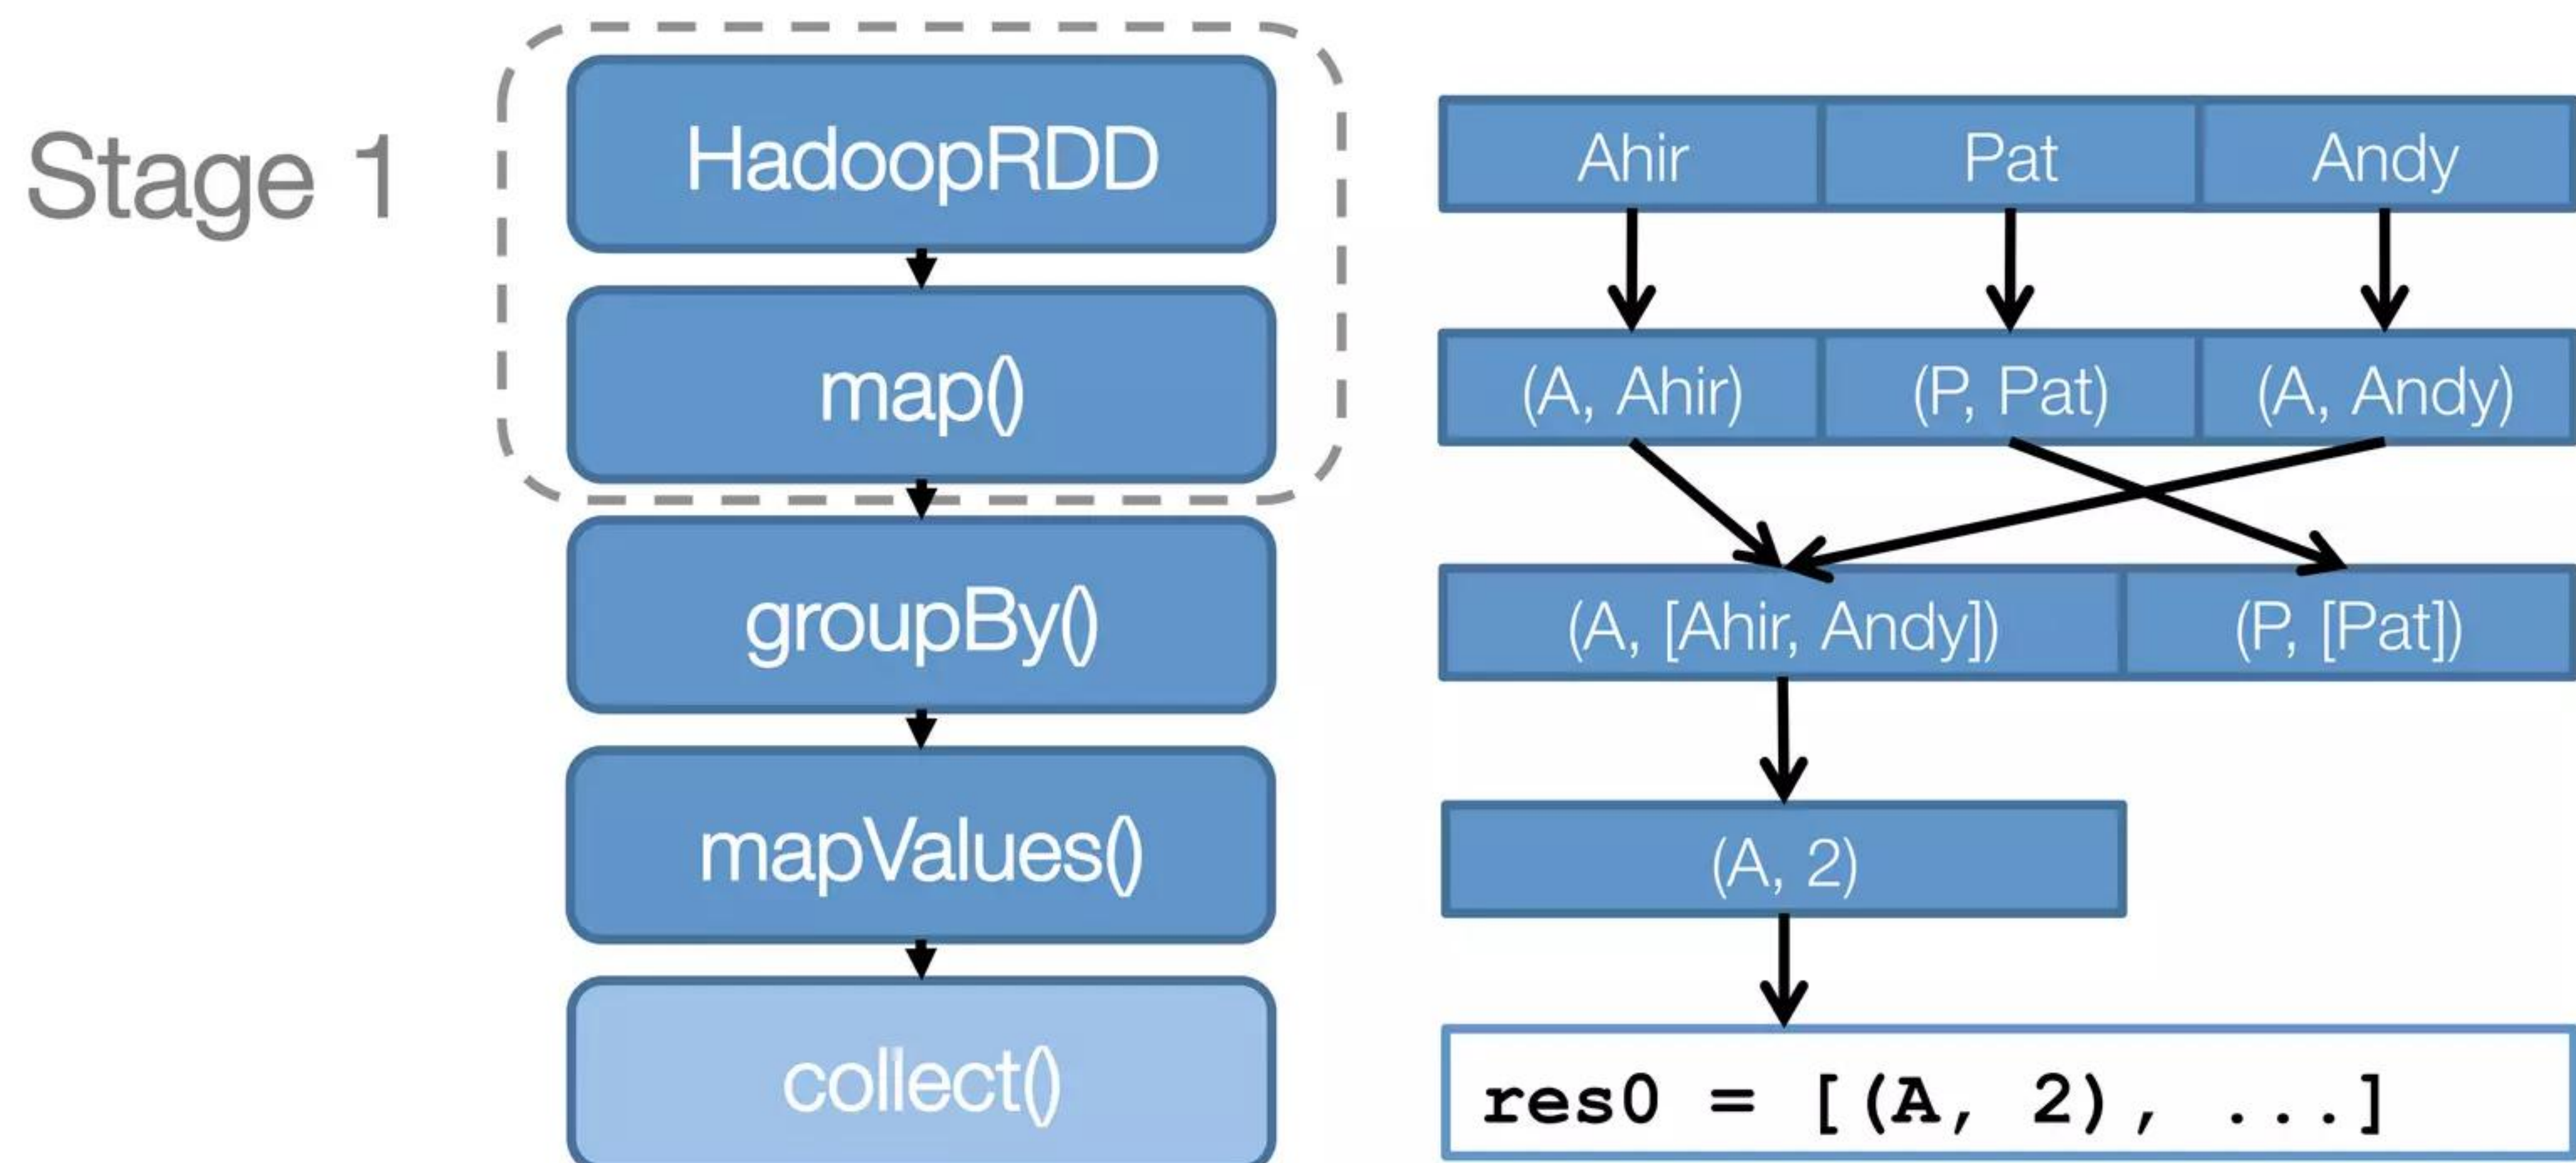 Stage 1
HadoopRDD
map()
groupBy()
mapValues()
collect()
Ahir Pat Andy
(A, Ahir) (P, Pat) (A, Andy)
(A, [Ahir, Andy]) (P, [Pat])
(A, 2)
res0 = [(A, 2), ...]